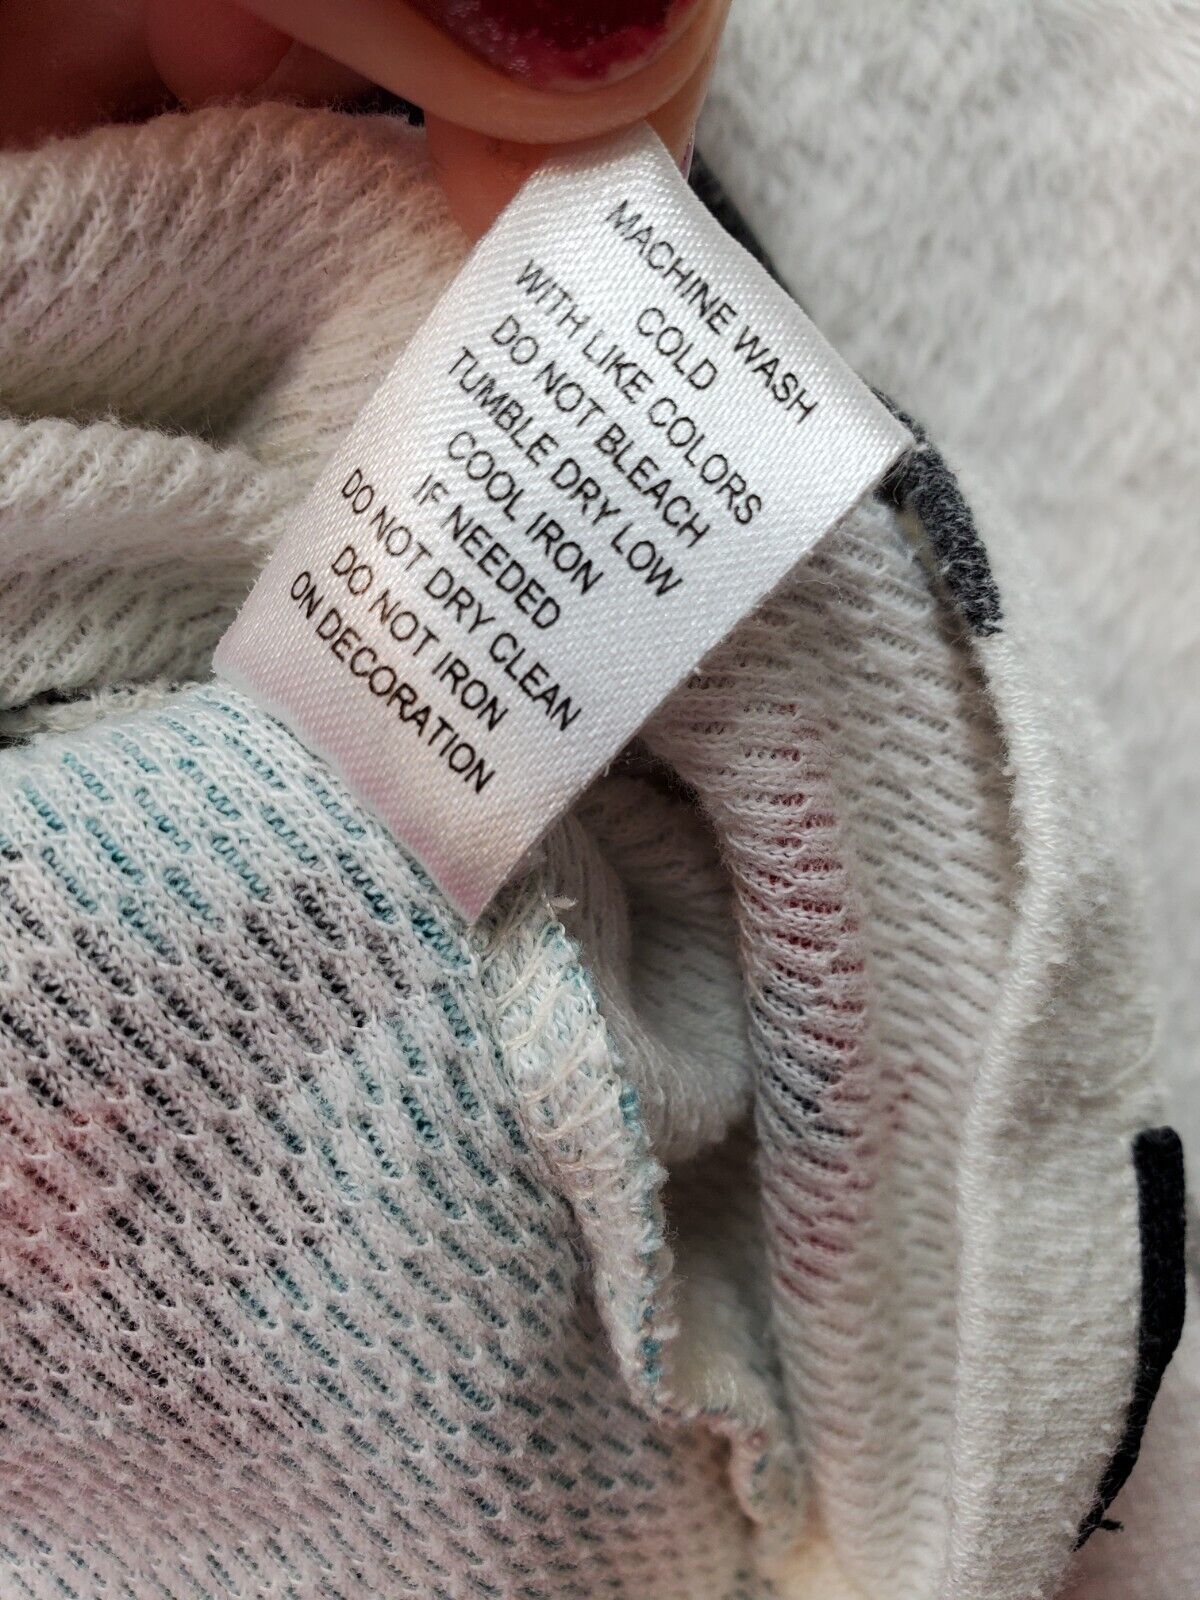 MACHINE WASH
COLD
WITH LIKE COLORS
DO NOT BLEACH
TUMBLE DRY LOW
COOL IRON
IF NEEDED
DO NOT DRY CLEAN
DO NOT IRON
ON DECORATION